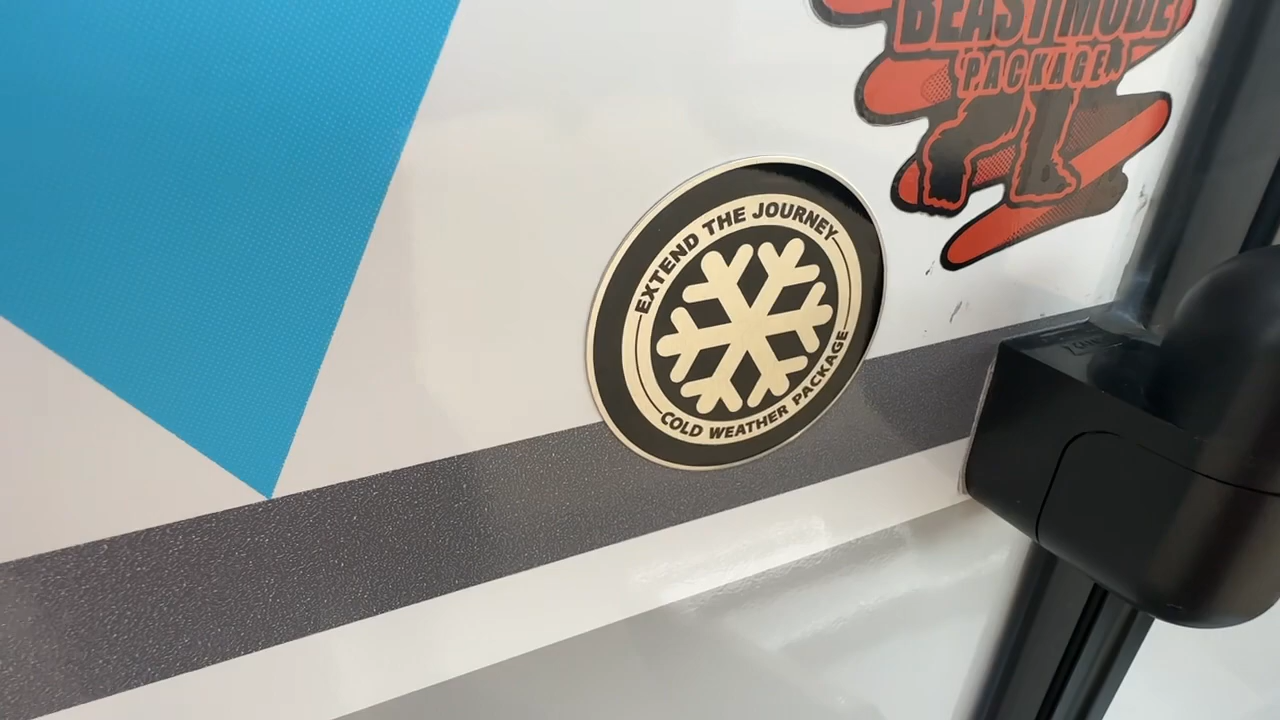 BEAST MODE
PACKAGE
EXTEND THE JOURNEY
COLD WEATHER PACKAGE